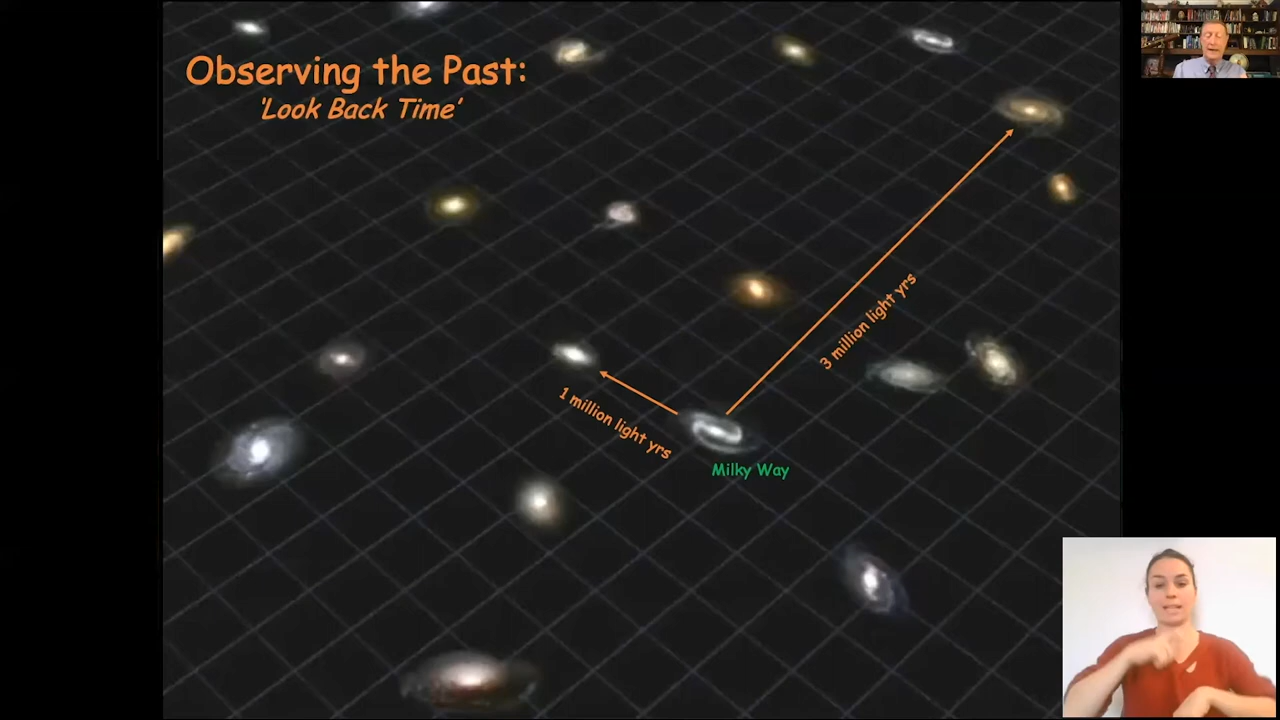 Observing the Past:
‘Look Back Time’
3 million light yrs
1 million light yrs
Milky Way